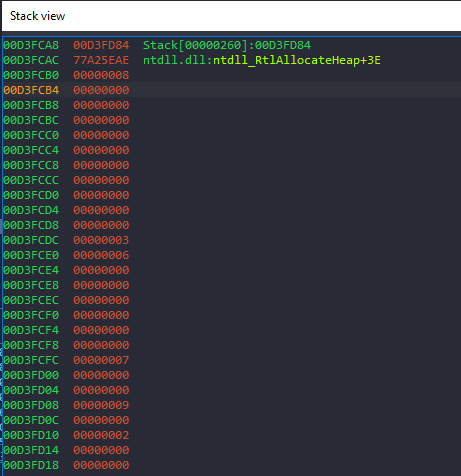 Stack view
00D3FCA8 00D3FD84 Stack[00000260]:00D3FD84
00D3FCAC 77A25EAE ntdll.dll:ntdll_RtlAllocateHeap+3E
00D3FCB0 00000008
00D3FCB4 00000000
00D3FCB8 00000000
00D3FCBC 00000000
00D3FCC0 00000000
00D3FCC4 00000000
00D3FCC8 00000000
00D3FCCC 00000000
00D3FCD0 00000000
00D3FCD4 00000000
00D3FCD8 00000000
00D3FCDC 00000003
00D3FCE0 00000006
00D3FCE4 00000000
00D3FCE8 00000000
00D3FCEC 00000000
00D3FCF0 00000000
00D3FCF4 00000000
00D3FCF8 00000000
00D3FCFC 00000007
00D3FD00 00000000
00D3FD04 00000000
00D3FD08 00000009
00D3FD0C 00000000
00D3FD10 00000002
00D3FD14 00000000
00D3FD18 00000000